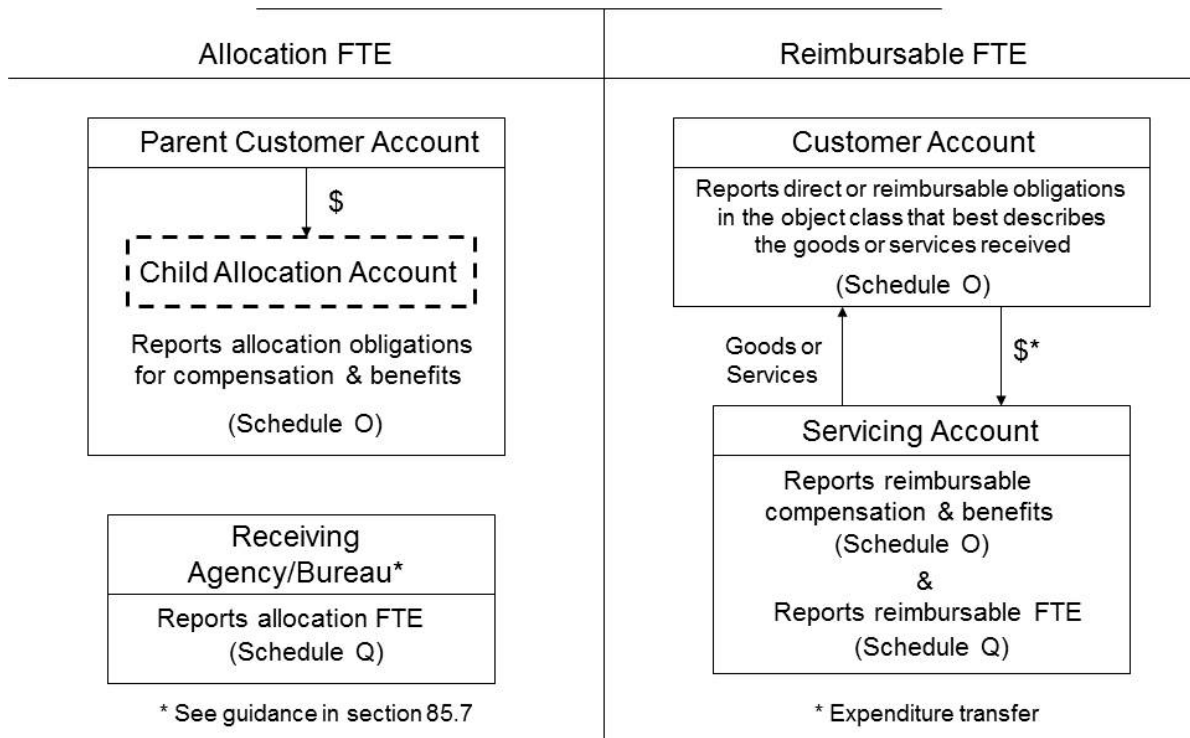 Allocation FTE
Parent Customer Account
$
Child Allocation Account
Reports allocation obligations
for compensation & benefits
(Schedule O)
Receiving
Agency/Bureau*
Reports allocation FTE
(Schedule Q)
* See guidance in section 85.7
Reimbursable FTE
Customer Account
Reports direct or reimbursable obligations
in the object class that best describes
the goods or services received
(Schedule O)
Goods or
Services
$*
Servicing Account
Reports reimbursable
compensation & benefits
(Schedule O)
&
Reports reimbursable FTE
(Schedule Q)
* Expenditure transfer